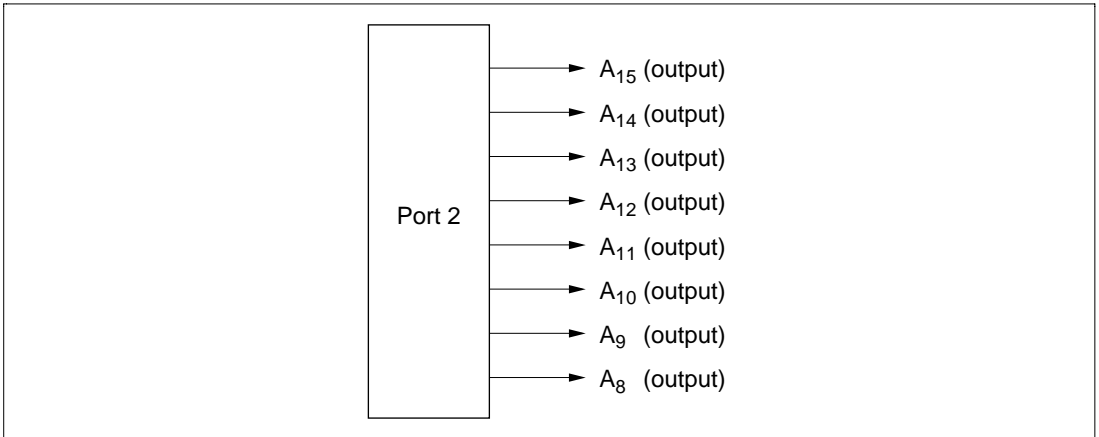 A15 (output)
A14 (output)
A13 (output)
A12 (output)
Port 2
A11 (output)
A10 (output)
A9 (output)
A8 (output)